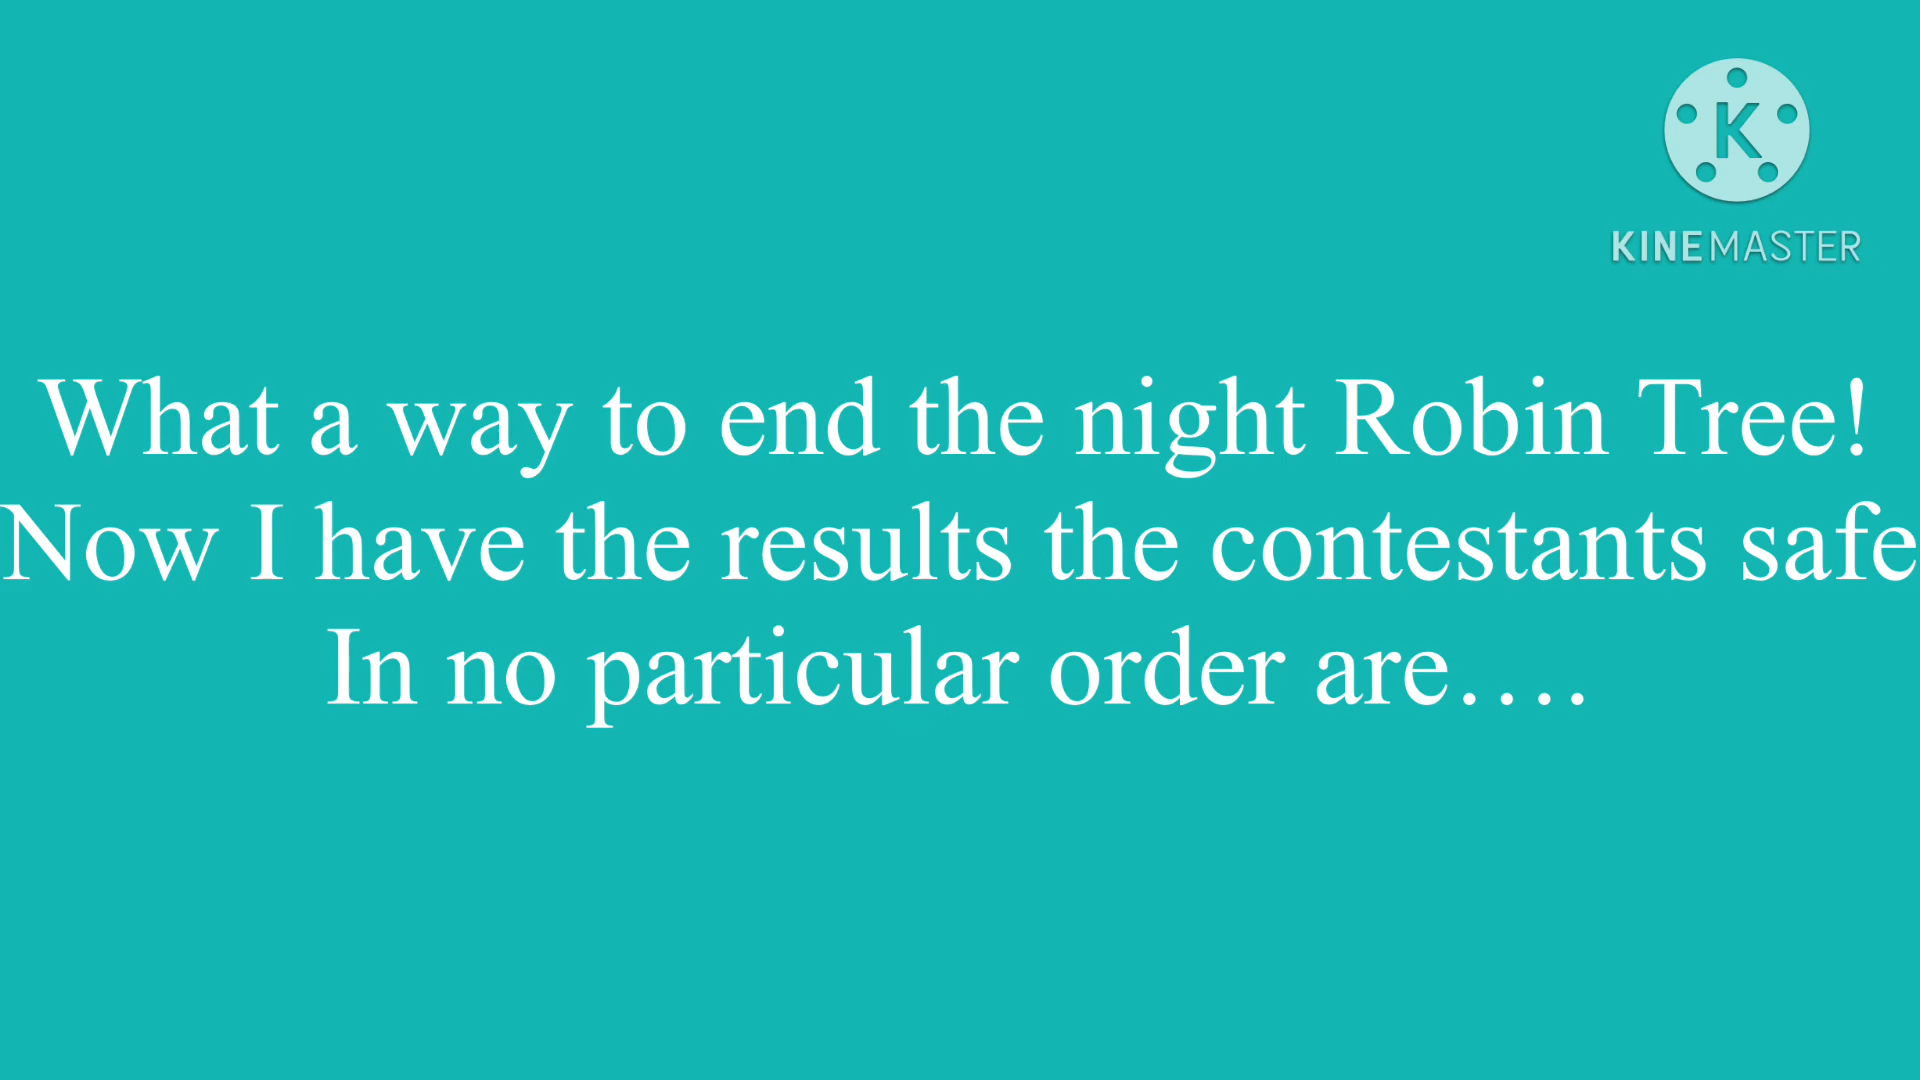 K
KINEMASTER
What a way to end the night Robin Tree!
Now I have the results the contestants safe
In no particular order are....